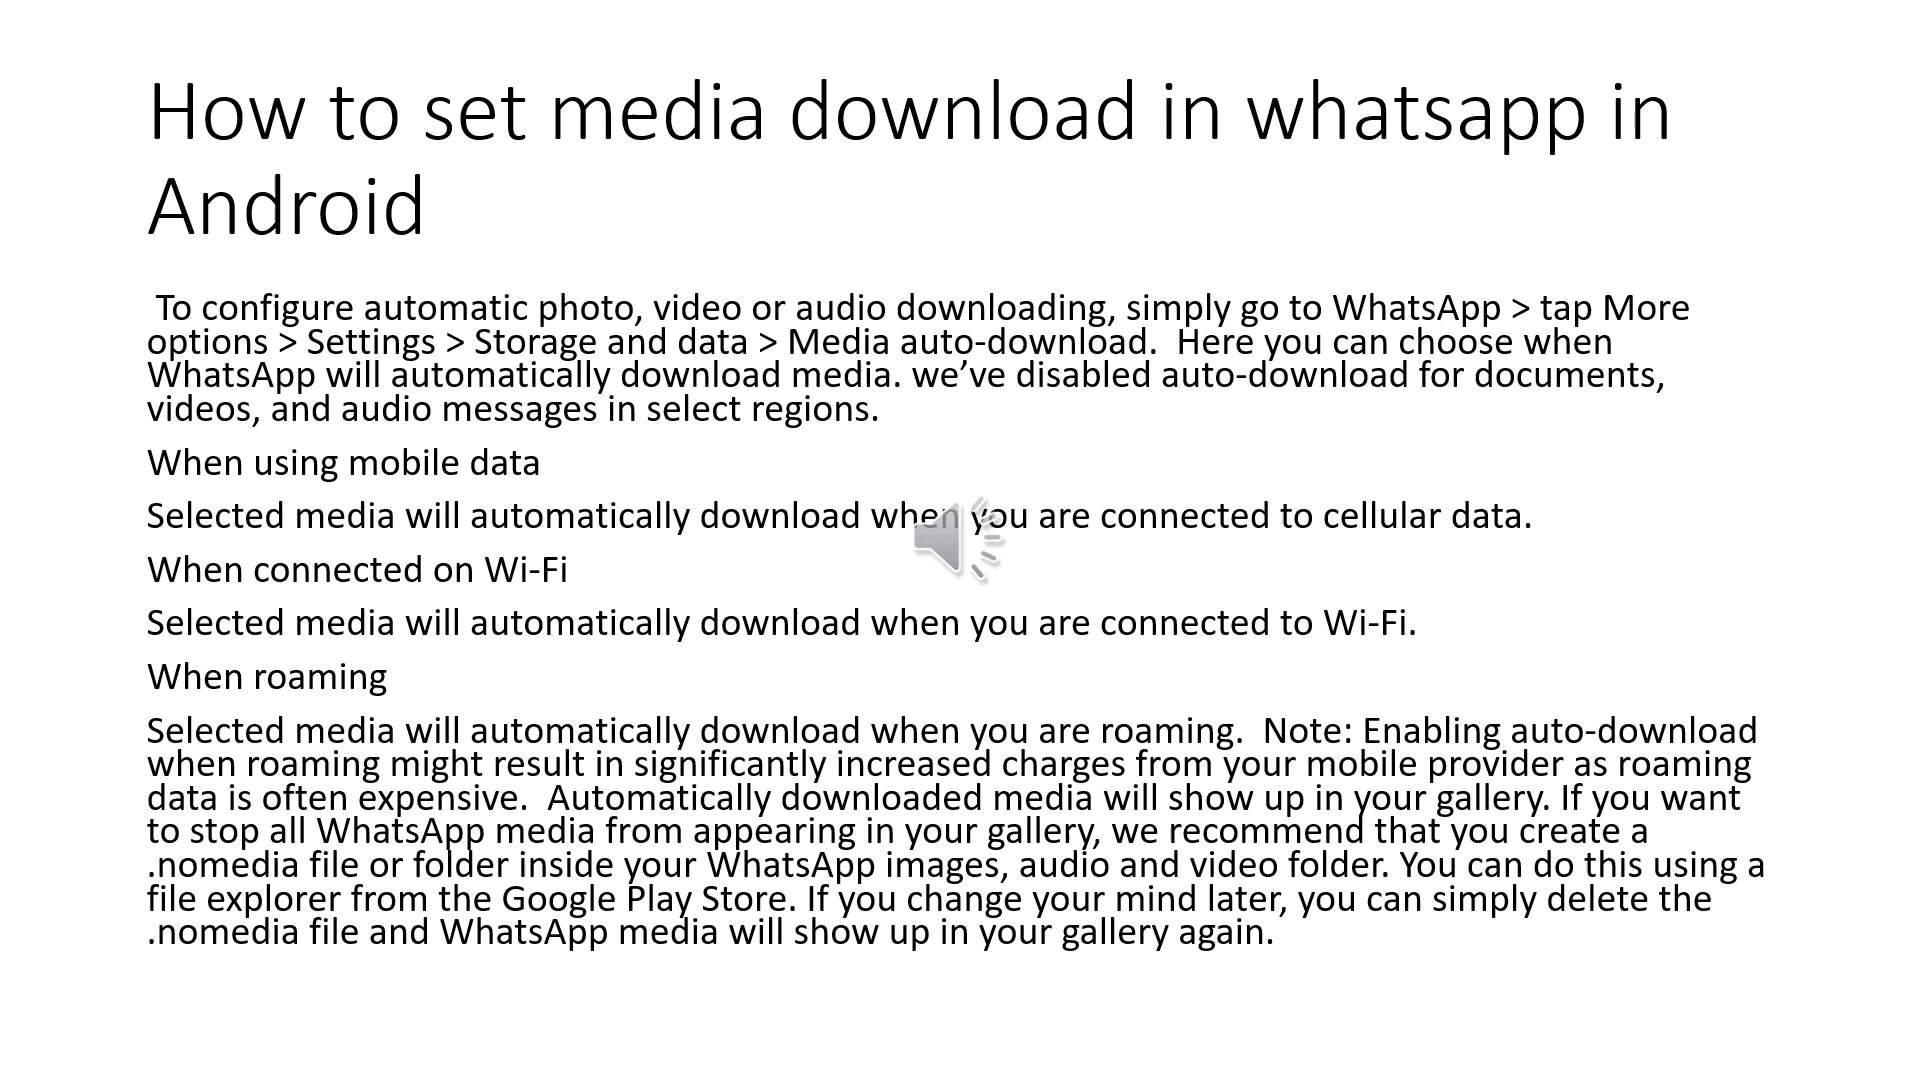 How to set media download in whatsapp in
Android
To configure automatic photo, video or audio downloading, simply go to WhatsApp > tap More
options > Settings > Storage and data > Media auto-download.  Here you can choose when
WhatsApp will automatically download media. we’ve disabled auto-download for documents,
videos, and audio messages in select regions.
When using mobile data
Selected media will automatically download when you are connected to cellular data.
When connected on Wi-Fi
Selected media will automatically download when you are connected to Wi-Fi.
When roaming
Selected media will automatically download when you are roaming.  Note: Enabling auto-download
when roaming might result in significantly increased charges from your mobile provider as roaming
data is often expensive.  Automatically downloaded media will show up in your gallery. If you want
to stop all WhatsApp media from appearing in your gallery, we recommend that you create a
.nomedia file or folder inside your WhatsApp images, audio and video folder. You can do this using a
file explorer from the Google Play Store. If you change your mind later, you can simply delete the
.nomedia file and WhatsApp media will show up in your gallery again.